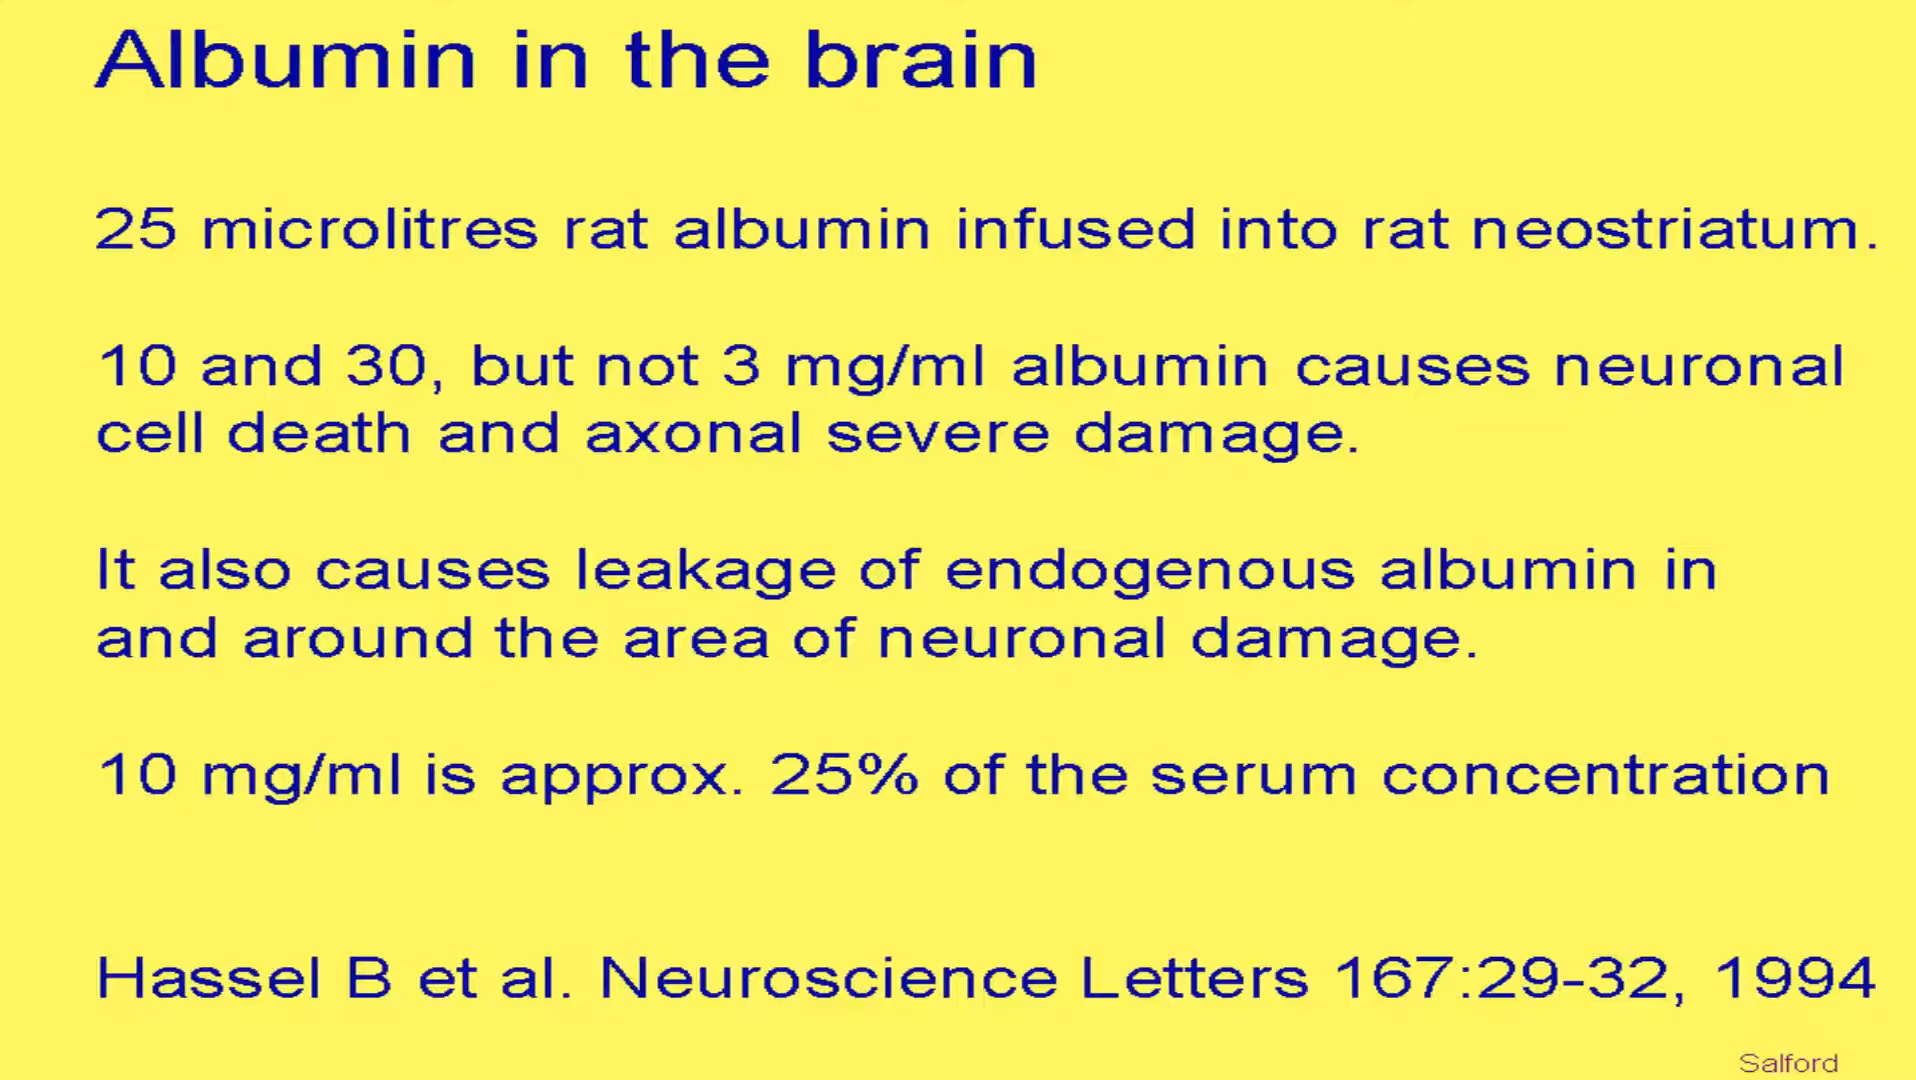 Albumin in the brain
25 microlitres rat albumin infused into rat neostriatum.
10 and 30, but not 3 mg/ml albumin causes neuronal
cell death and axonal severe damage.
It also causes leakage of endogenous albumin in
and around the area of neuronal damage.
10 mg/ml is approx. 25% of the serum concentration
Hassel B et al. Neuroscience Letters 167:29-32, 1994
Salford